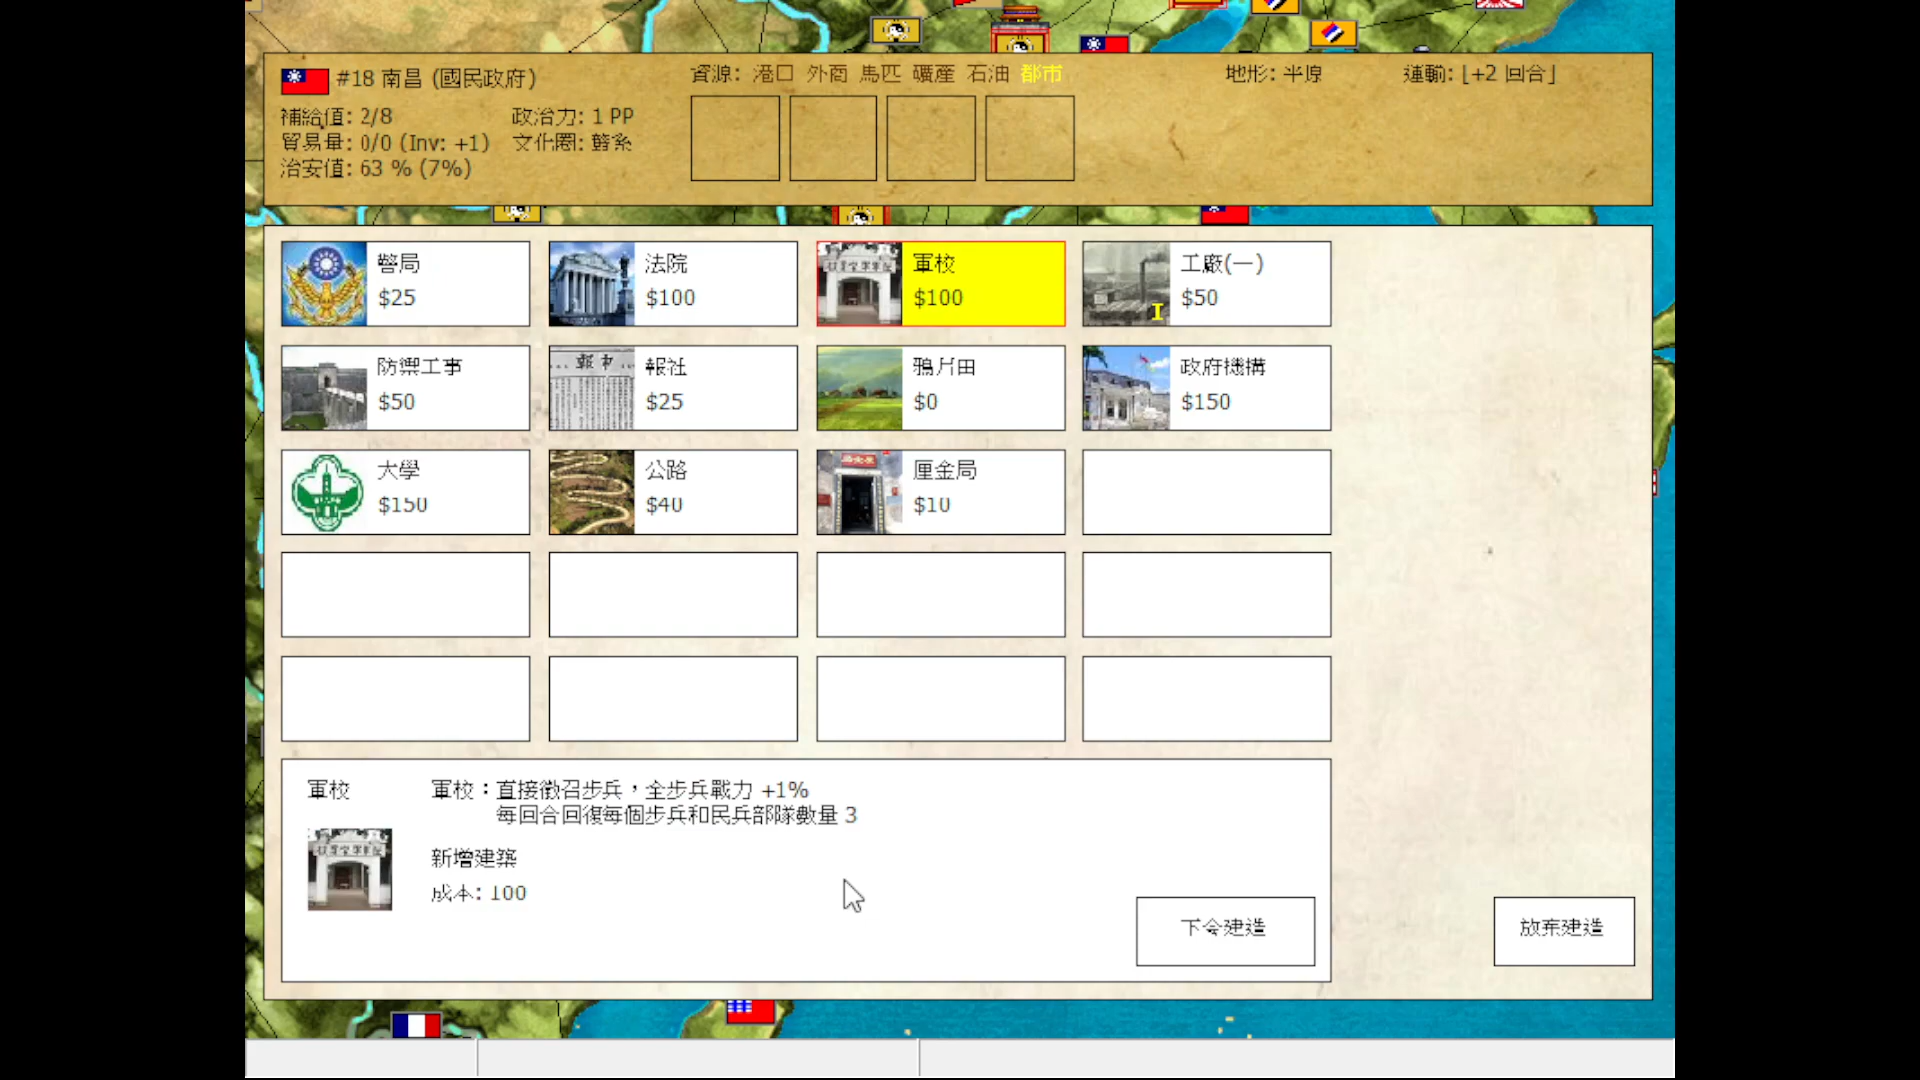 #18 南昌 (國民政府)
資源: 港口 外商 馬匹 礦產 石油 都市
地形: 平原
運輸: [+2 回合]
補給值: 2/8
政治力: 1 PP
貿易量: 0/0 (Inv: +1)
文化圈: 贛系
治安值: 63 % (7%)
警局
$25
法院
$100
軍校
$100
工廠(一)
$50
I
防禦工事
$50
報社
$25
鴉片田
$0
政府機構
$150
大學
$150
公路
$40
厘金局
$10
軍校
軍校：直接徵召步兵，全步兵戰力 +1%
每回合回復每個步兵和民兵部隊數量 3
新增建築
成本: 100
下令建造
放棄建造